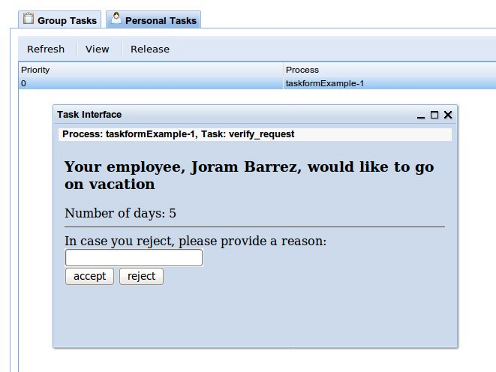 Group Tasks Personal Tasks
Refresh View Release
Priority Process
0 taskformExample-1
Task Interface
Process: taskformExample-1, Task: verify_request
Your employee, Joram Barrez, would like to go
on vacation
Number of days: 5
In case you reject, please provide a reason:
accept reject